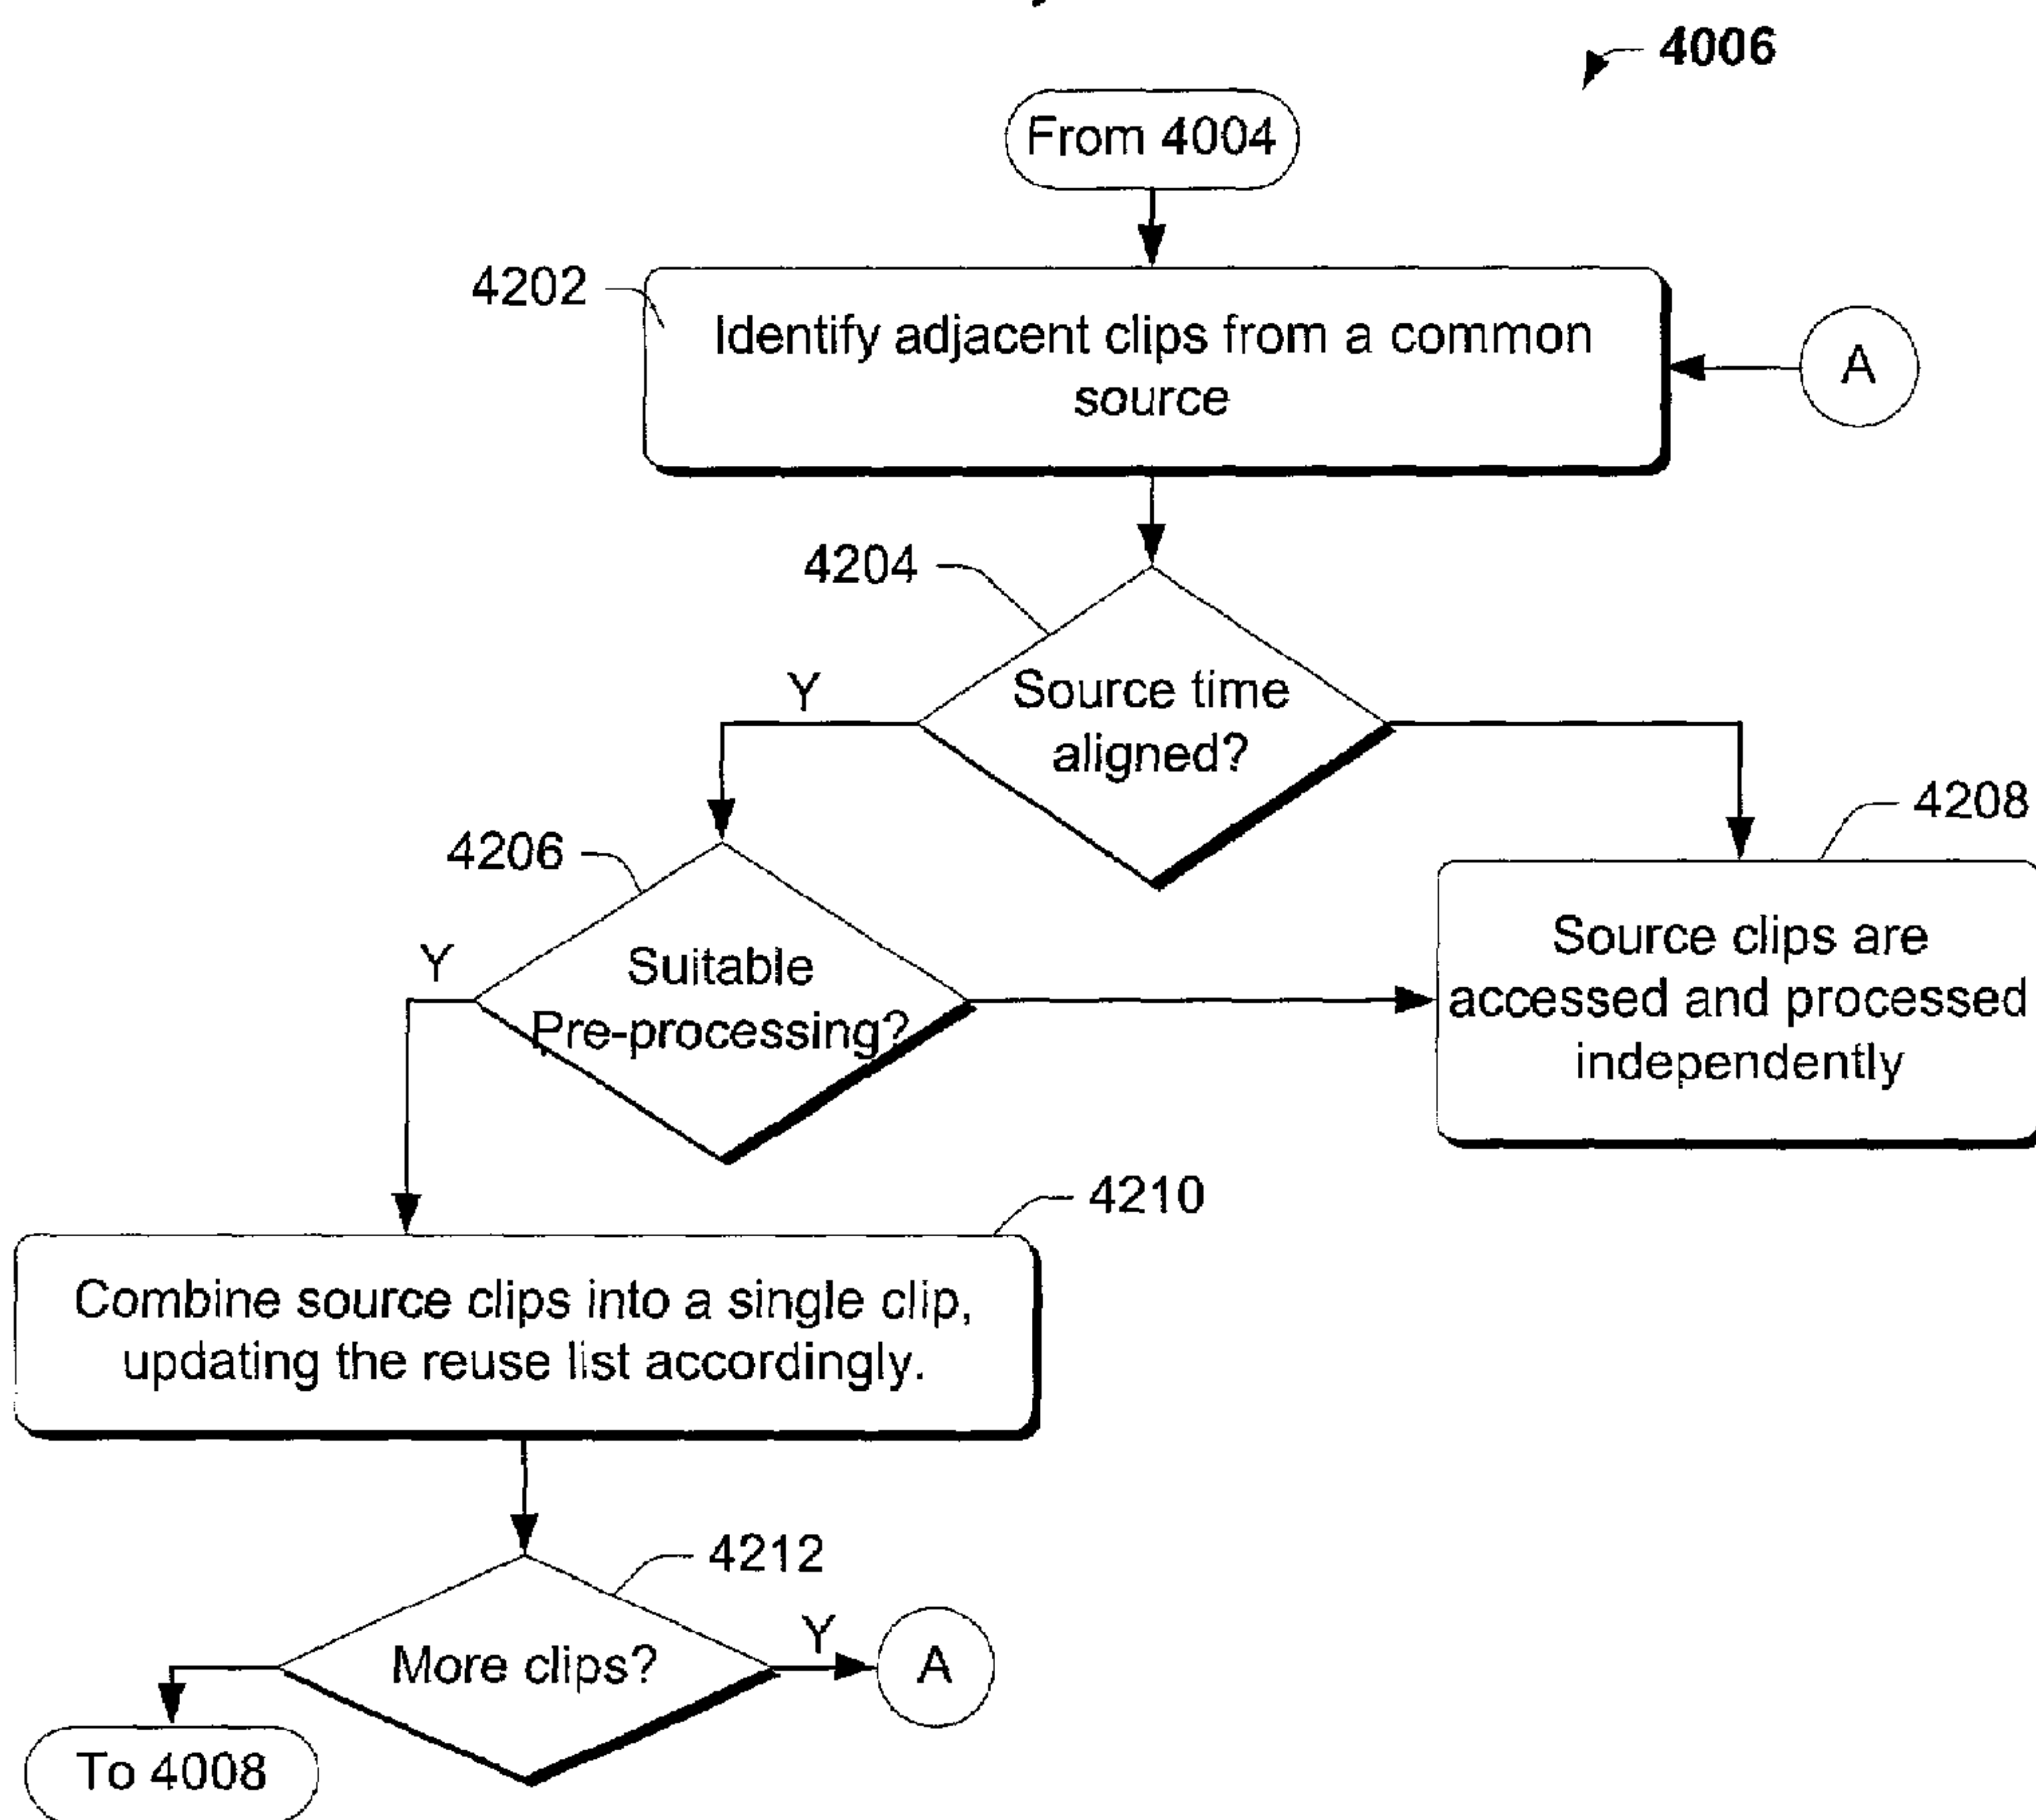 4006
From 4004
4202
Identify adjacent clips from a common
source
A
4204
Y
Source time
aligned?
4208
4206
Y
Suitable
Pre-processing?
Source clips are
accessed and processed
independently
4210
Combine source clips into a single clip,
updating the reuse list accordingly.
4212
More clips?
Y
A
To 4008